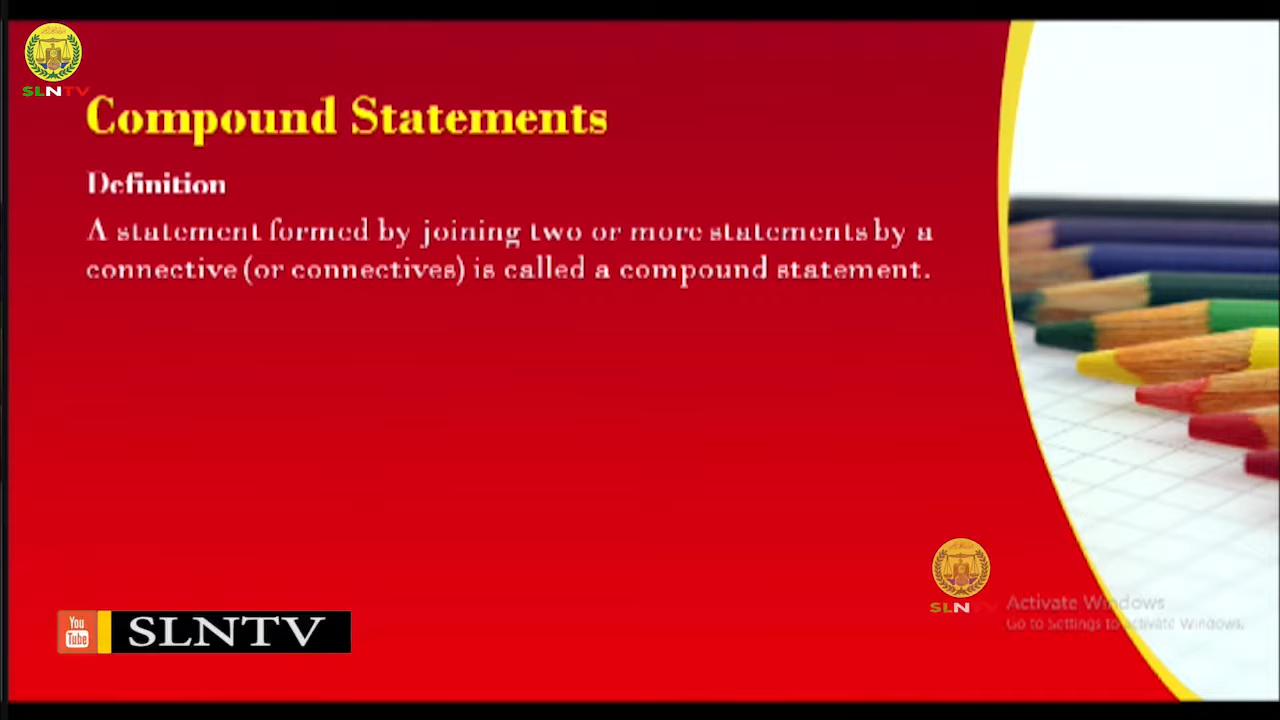 SLNTV
Compound Statements
Definition
A statement formed by joining two or more statements by a
connective (or connectives) is called a compound statement.
SLN
Activate Windows
Go to Settings to activate Windows.
You
Tube
SLNTV